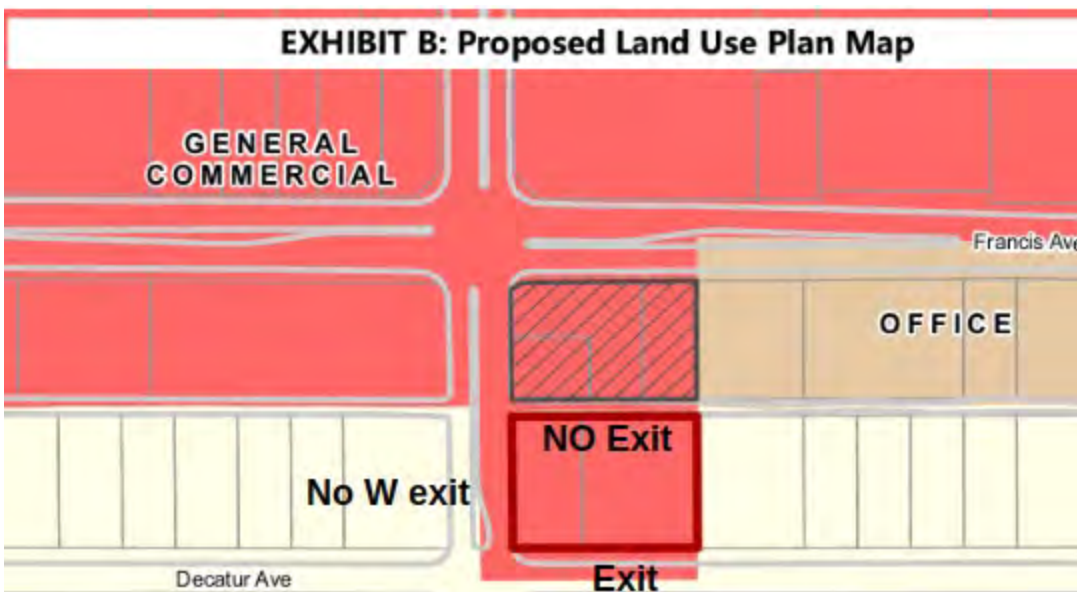 EXHIBIT B: Proposed Land Use Plan Map
GENERAL
COMMERCIAL
Francis Ave
OFFICE
NO Exit
No W exit
Decatur Ave
Exit